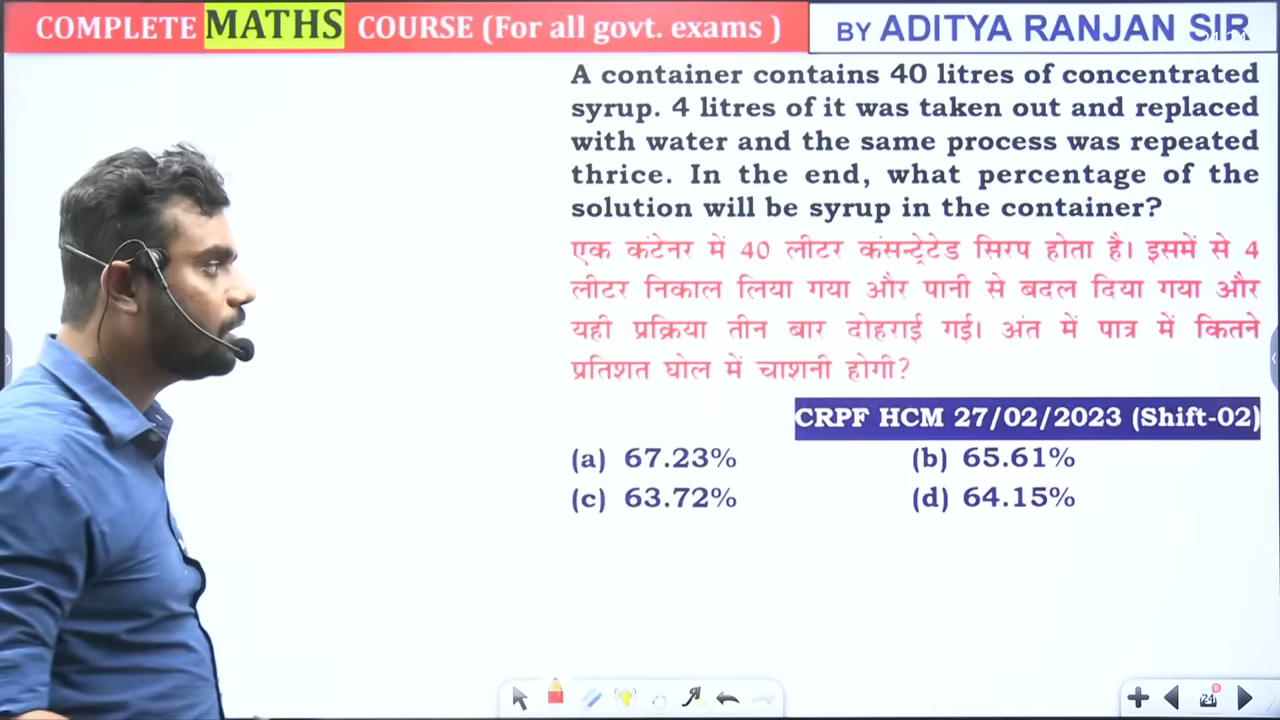 COMPLETE MATHS COURSE (For all govt. exams )
BY ADITYA RANJAN SIR
A container contains 40 litres of concentrated
syrup. 4 litres of it was taken out and replaced
with water and the same process was repeated
thrice. In the end, what percentage of the
solution will be syrup in the container?
एक कंटेनर में 40 लीटर कंसन्ट्रेटेड सिरप होता है। इसमें से 4
लीटर निकाल लिया गया और पानी से बदल दिया गया और
यही प्रक्रिया तीन बार दोहराई गई। अंत में पात्र में कितने
प्रतिशत घोल में चाशनी होगी?
CRPF HCM 27/02/2023 (Shift-02)
(a) 67.23% (b) 65.61%
(c) 63.72% (d) 64.15%
24